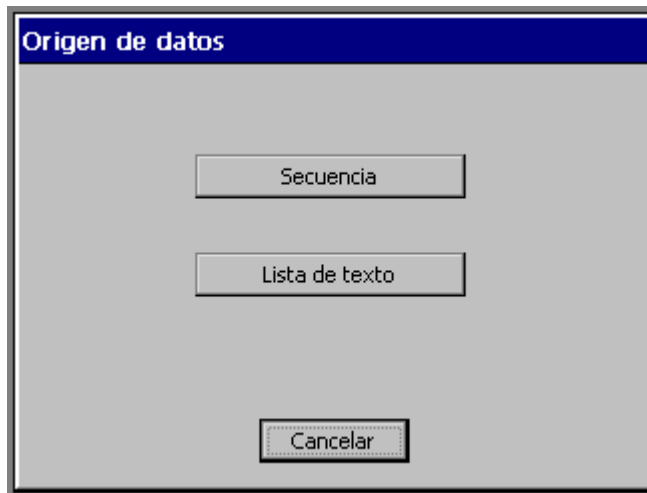 Origen de datos
Secuencia
Lista de texto
Cancelar